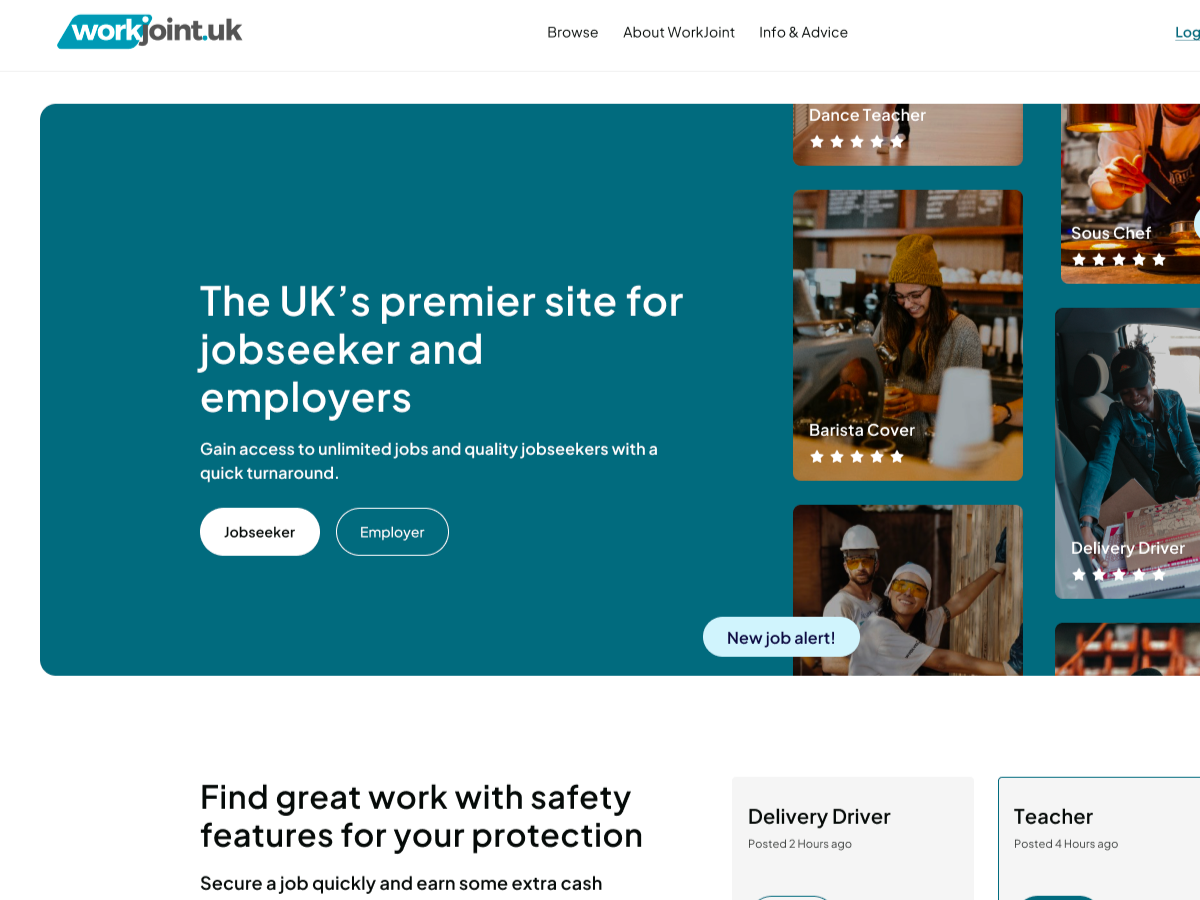 workjoint.uk
Browse
About WorkJoint
Info & Advice
Log
Dance Teacher
Sous Chef
The UK’s premier site for
jobseeker and
employers
Gain access to unlimited jobs and quality jobseekers with a
quick turnaround.
Jobseeker
Employer
Barista Cover
Delivery Driver
New job alert!
Find great work with safety
features for your protection
Secure a job quickly and earn some extra cash
Delivery Driver
Posted 2 Hours ago
Teacher
Posted 4 Hours ago